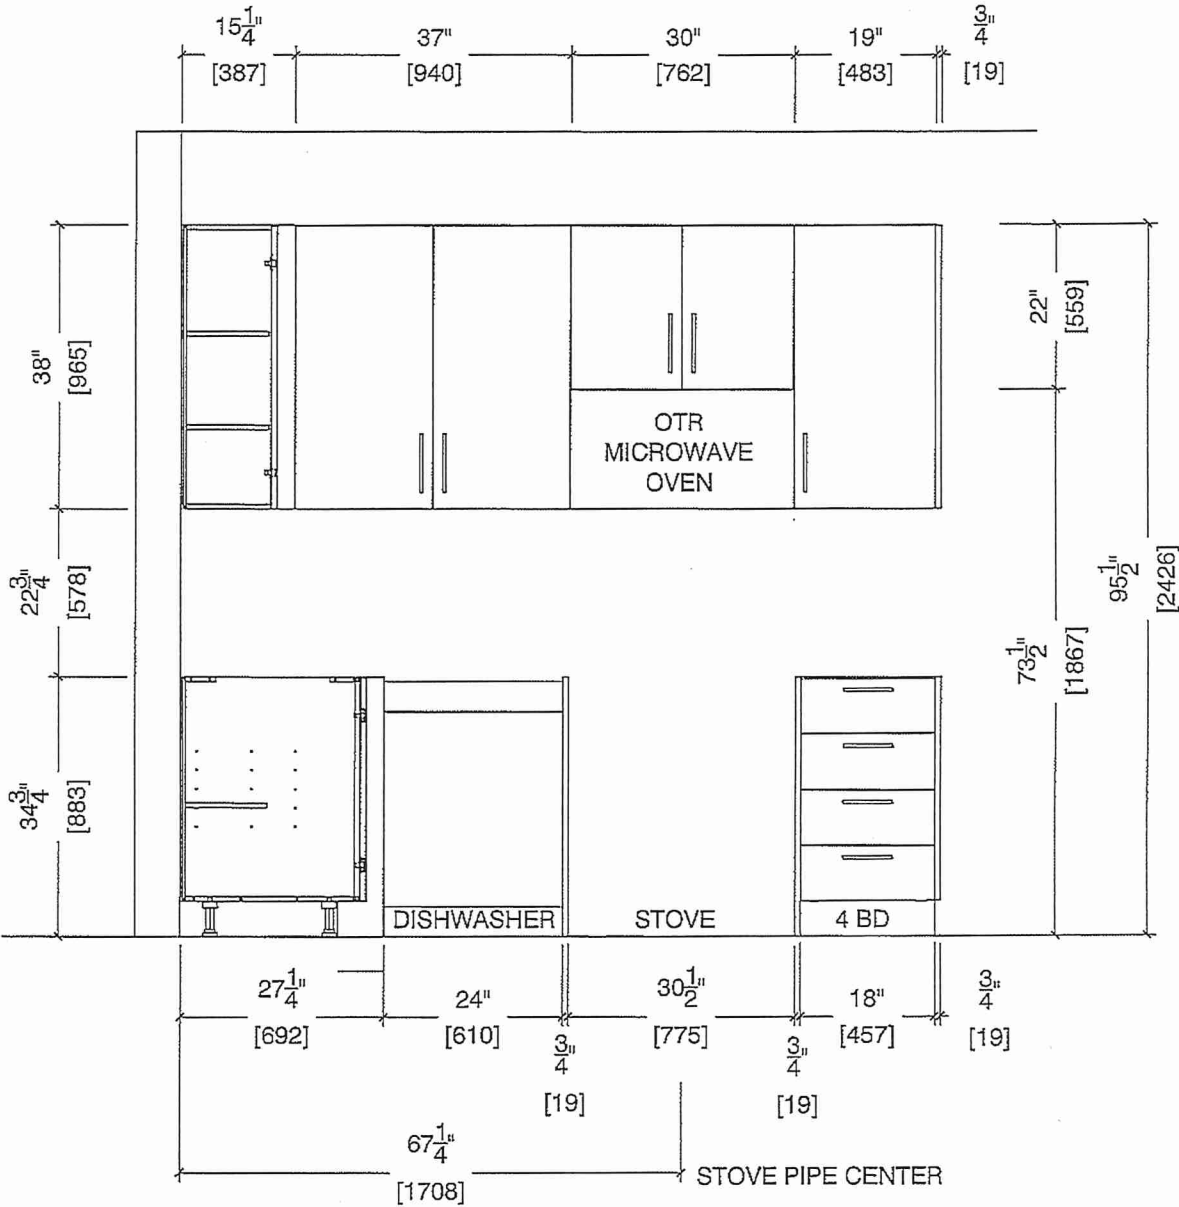 15 1/4" 37" 30" 19" 3/4"
[387] [940] [762] [483] [19]
38"
[965]
22"
[559]
OTR
MICROWAVE
OVEN
22 3/4"
[578]
95 1/2"
[2426]
73 1/2"
[1867]
34 3/4"
[883]
DISHWASHER STOVE 4 BD
27 1/4" 24" 30 1/2" 18" 3/4"
[692] [610] [775] [457] [19]
3/4" 3/4"
[19] [19]
67 1/4"
[1708]
STOVE PIPE CENTER